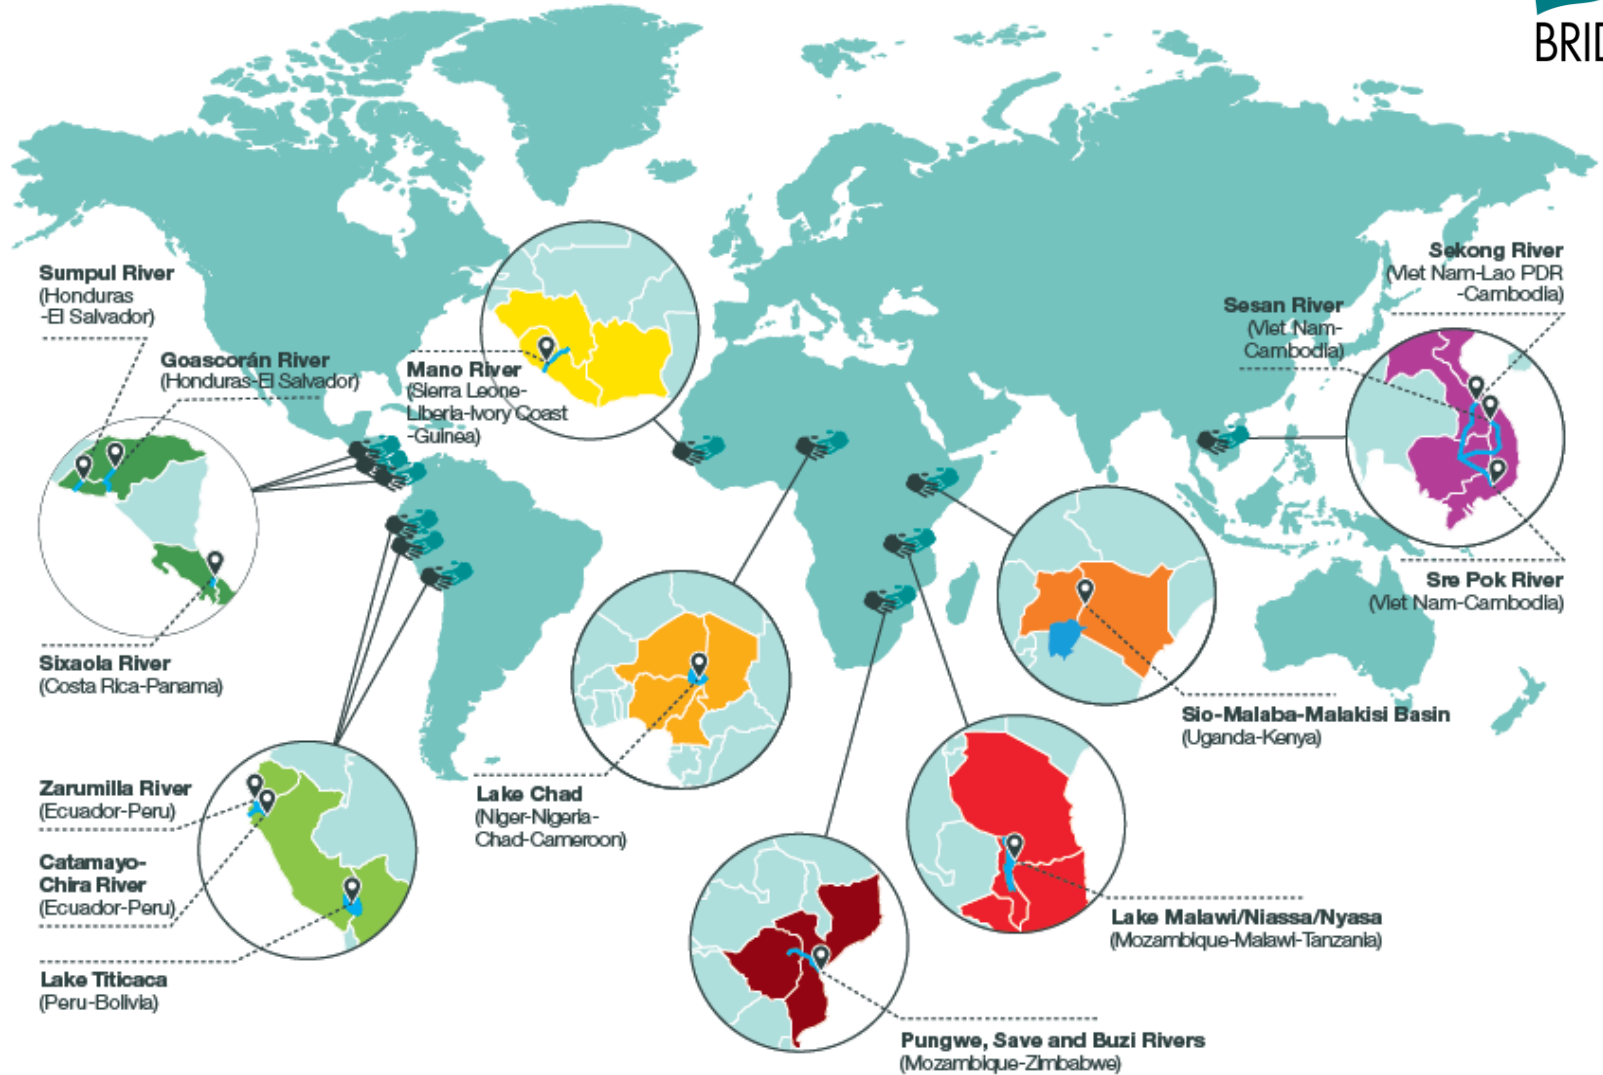 BRID
Sumpul River
(Honduras
-El Salvador)
Goascorán River
(Honduras-El Salvador)
Mano River
(Sierra Leone-
Liberia-Ivory Coast
-Guinea)
Sekong River
(Viet Nam-Lao PDR
-Cambodia)
Sesan River
(Viet Nam-
Cambodia)
Sre Pok River
(Viet Nam-Cambodia)
Sixaola River
(Costa Rica-Panama)
Sio-Malaba-Malakisi Basin
(Uganda-Kenya)
Zarumilla River
(Ecuador-Peru)
Catamayo-
Chira River
(Ecuador-Peru)
Lake Titicaca
(Peru-Bolivia)
Lake Chad
(Niger-Nigeria-
Chad-Cameroon)
Lake Malawi/Niassa/Nyasa
(Mozambique-Malawi-Tanzania)
Pungwe, Save and Buzi Rivers
(Mozambique-Zimbabwe)